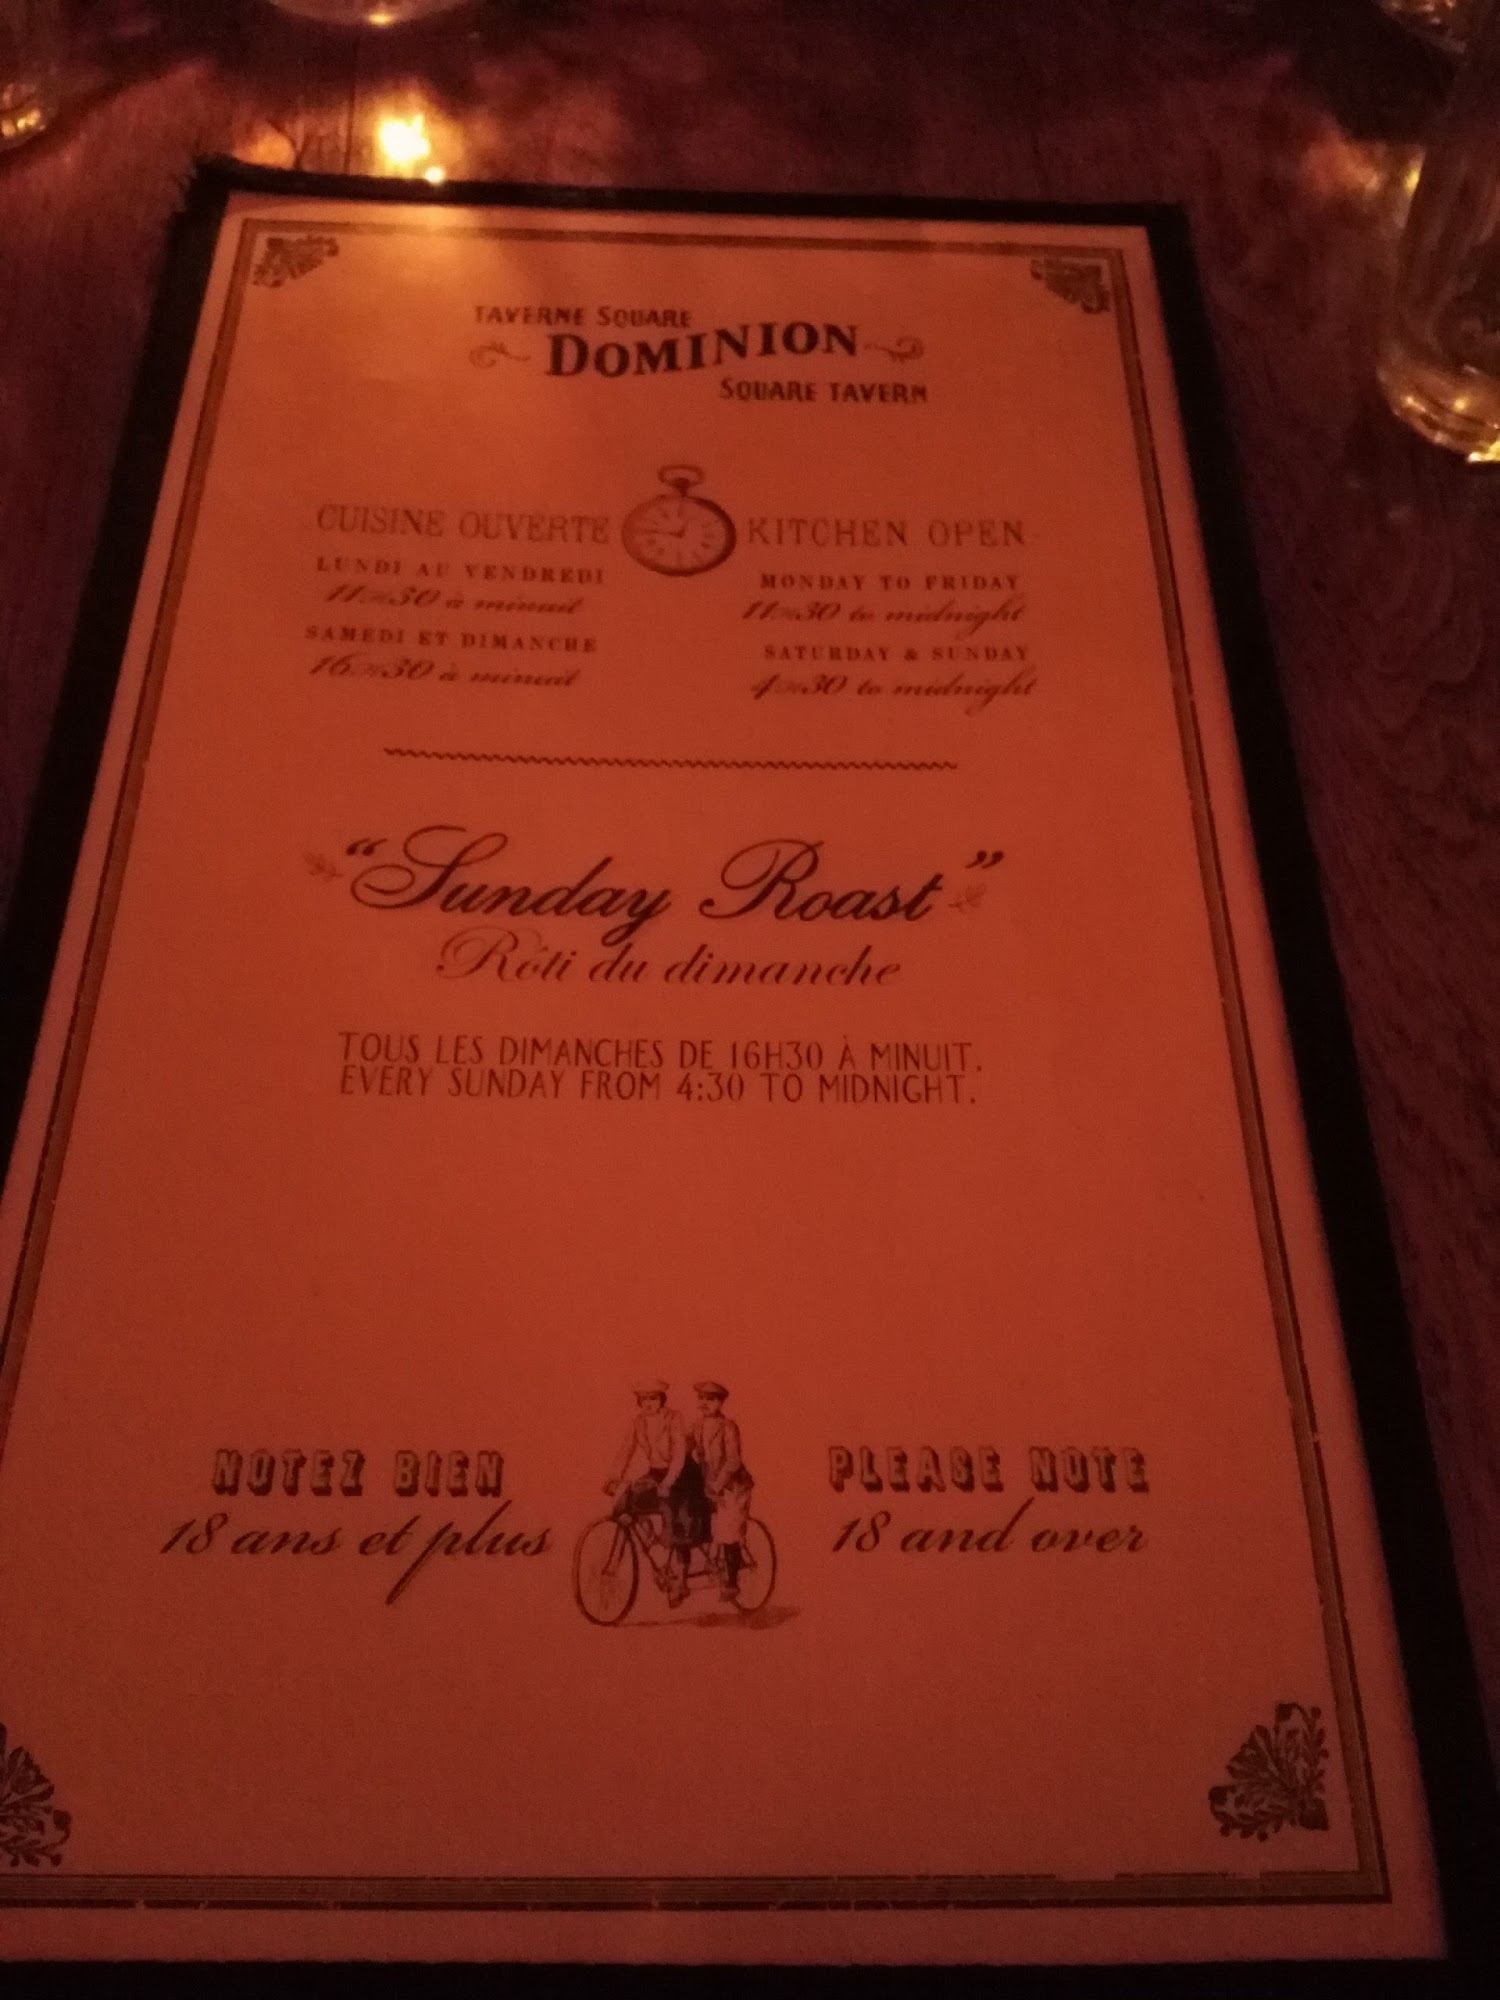 TAVERNE SQUARE
DOMINION
SQUARE TAVERN
CUISINE OUVERTE
LUNDI AU VENDREDI
11H30 à minuit
SAMEDI ET DIMANCHE
16H30 à minuit
KITCHEN OPEN
MONDAY TO FRIDAY
11H30 to midnight
SATURDAY & SUNDAY
4H30 to midnight
“Sunday Roast”
Rôti du dimanche
TOUS LES DIMANCHES DE 16H30 À MINUIT.
EVERY SUNDAY FROM 4:30 TO MIDNIGHT.
NOTEZ BIEN
18 ans et plus
PLEASE NOTE
18 and over